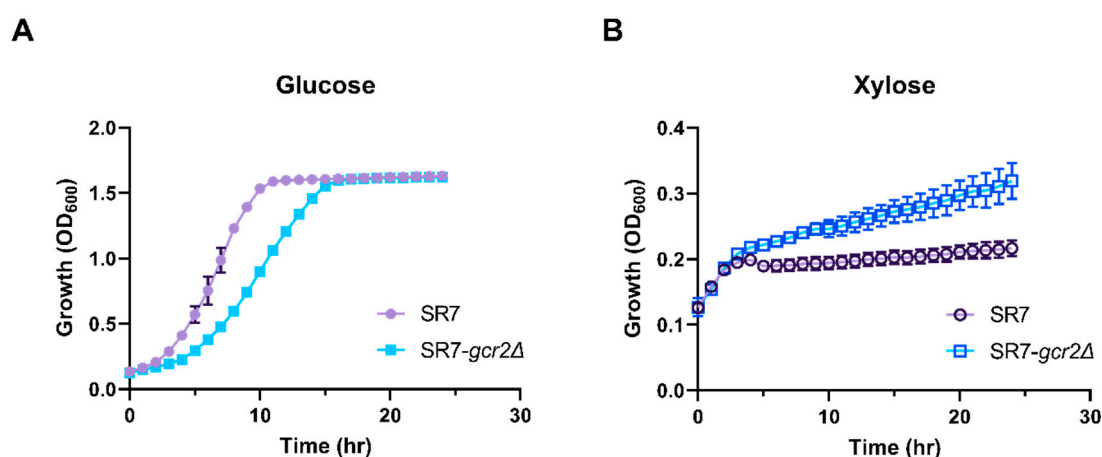 A
Glucose
Growth (OD600)
2.0
1.5
1.0
0.5
0.0
0
10
20
30
Time (hr)
SR7
SR7-gcr2Δ
B
Xylose
Growth (OD600)
0.4
0.3
0.2
0.1
0.0
0
10
20
30
Time (hr)
SR7
SR7-gcr2Δ